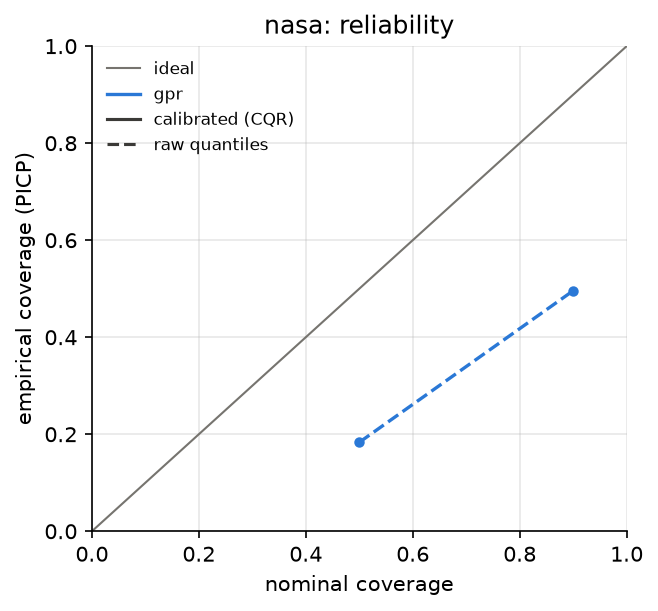 nasa: reliability
ideal
gpr
calibrated (CQR)
raw quantiles
empirical coverage (PICP)
1.0
0.8
0.6
0.4
0.2
0.0
0.0 0.2 0.4 0.6 0.8 1.0
nominal coverage